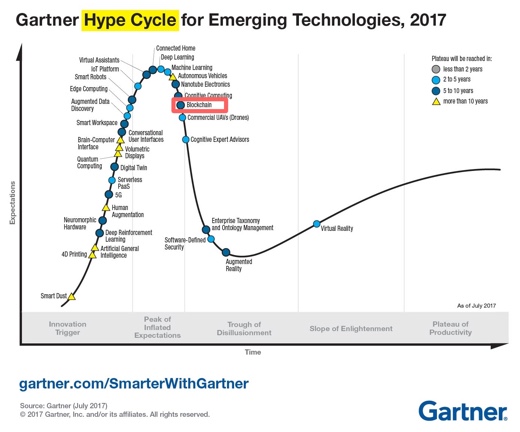 Gartner Hype Cycle for Emerging Technologies, 2017
Connected Home
Deep Learning
Virtual Assistants
Machine Learning
IoT Platform
Autonomous Vehicles
Smart Robots
Nanotube Electronics
Edge Computing
Cognitive Computing
Augmented Data
Discovery
Blockchain
Smart Workspace
Commercial UAVs (Drones)
Conversational
User Interfaces
Brain-Computer
Interface
Cognitive Expert Advisors
Volumetric
Displays
Quantum
Computing
Digital Twin
Serverless
PaaS
5G
Human
Augmentation
Neuromorphic
Hardware
Deep Reinforcement
Learning
Artificial General
Intelligence
4D Printing
Smart Dust
Enterprise Taxonomy
and Ontology Management
Software-Defined
Security
Augmented
Reality
Virtual Reality
Plateau will be reached in:
less than 2 years
2 to 5 years
5 to 10 years
more than 10 years
Expectations
As of July 2017
Innovation
Trigger
Peak of
Inflated
Expectations
Trough of
Disillusionment
Slope of Enlightenment
Plateau of
Productivity
Time
gartner.com/SmarterWithGartner
Source: Gartner (July 2017)
© 2017 Gartner, Inc. and/or its affiliates. All rights reserved.
Gartner.